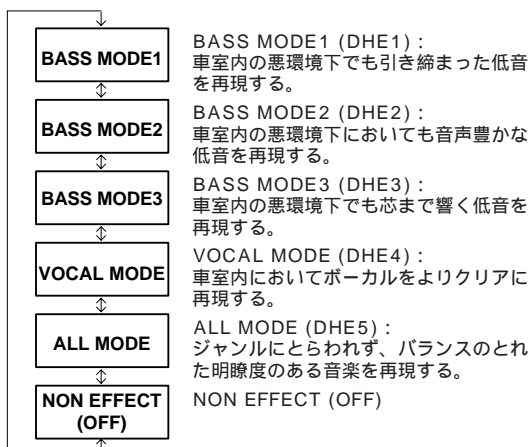 BASS MODE1
BASS MODE1 (DHE1) :
車室内の悪環境下でも引き締まった低音
を再現する。
BASS MODE2
BASS MODE2 (DHE2) :
車室内の悪環境下においても音声豊かな
低音を再現する。
BASS MODE3
BASS MODE3 (DHE3) :
車室内の悪環境下でも芯まで響く低音を
再現する。
VOCAL MODE
VOCAL MODE (DHE4) :
車室内においてボーカルをよりクリアに
再現する。
ALL MODE
ALL MODE (DHE5) :
ジャンルにとらわれず、バランスのとれ
た明瞭度のある音楽を再現する。
NON EFFECT
(OFF)
NON EFFECT (OFF)